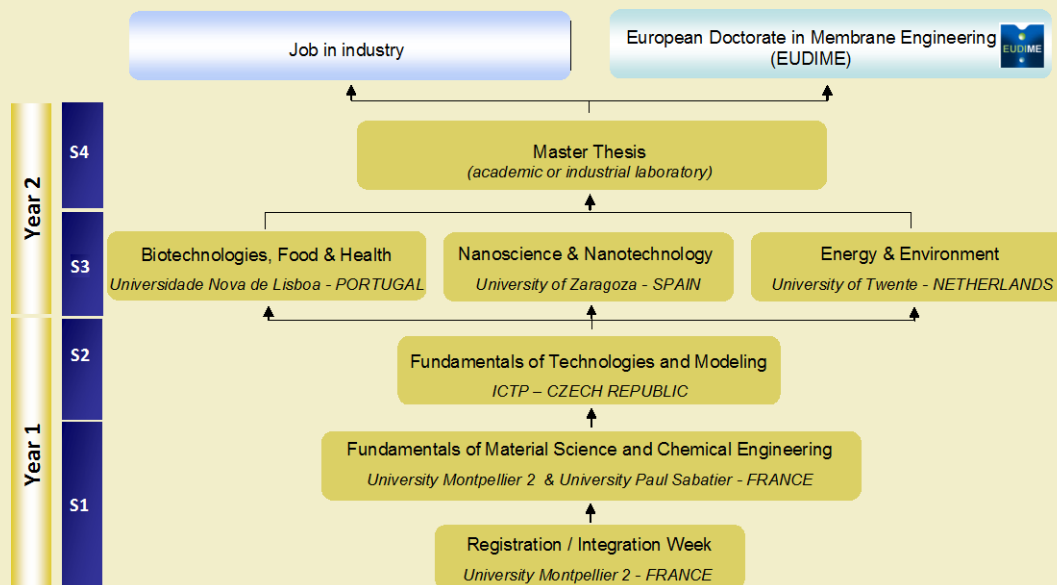 Job in industry
European Doctorate in Membrane Engineering
(EUDIME)
EUDIME
Year 2
S4
Master Thesis
(academic or industrial laboratory)
S3
Biotechnologies, Food & Health
Universidade Nova de Lisboa - PORTUGAL
Nanoscience & Nanotechnology
University of Zaragoza - SPAIN
Energy & Environment
University of Twente - NETHERLANDS
Year 1
S2
Fundamentals of Technologies and Modeling
ICTP – CZECH REPUBLIC
S1
Fundamentals of Material Science and Chemical Engineering
University Montpellier 2 & University Paul Sabatier - FRANCE
Registration / Integration Week
University Montpellier 2 - FRANCE